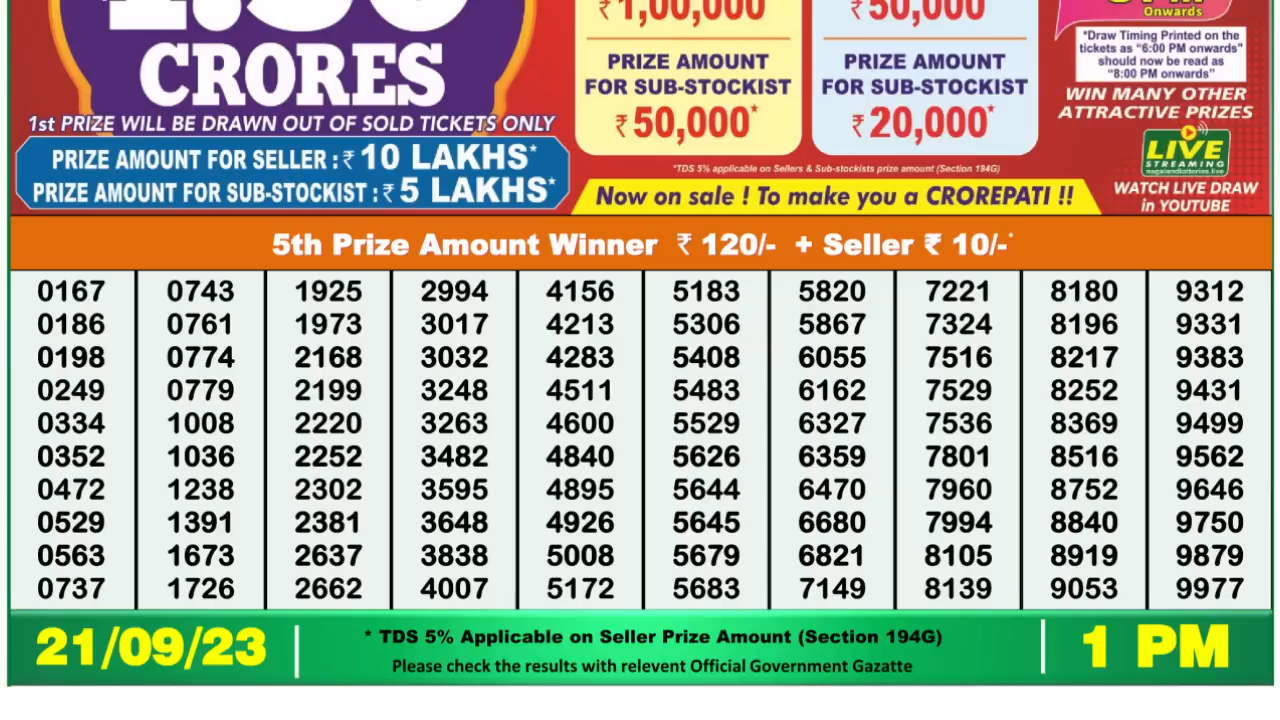 CRORES
1st PRIZE WILL BE DRAWN OUT OF SOLD TICKETS ONLY
PRIZE AMOUNT FOR SELLER : ₹ 10 LAKHS*
PRIZE AMOUNT FOR SUB-STOCKIST : ₹ 5 LAKHS*
₹ 1,00,000
PRIZE AMOUNT
FOR SUB-STOCKIST
₹ 50,000*
₹ 50,000
PRIZE AMOUNT
FOR SUB-STOCKIST
₹ 20,000*
*TDS 5% applicable on Sellers & Sub-stockists prize amount (Section 194G)
Now on sale ! To make you a CROREPATI !!
Onwards
*Draw Timing Printed on the
tickets as "6:00 PM onwards"
should now be read as
"8:00 PM onwards"
WIN MANY OTHER
ATTRACTIVE PRIZES
LIVE
STREAMING
nagalandlotteries.live
WATCH LIVE DRAW
in YOUTUBE
5th Prize Amount Winner ₹ 120/- + Seller ₹ 10/-*
0167 0743 1925 2994 4156 5183 5820 7221 8180 9312
0186 0761 1973 3017 4213 5306 5867 7324 8196 9331
0198 0774 2168 3032 4283 5408 6055 7516 8217 9383
0249 0779 2199 3248 4511 5483 6162 7529 8252 9431
0334 1008 2220 3263 4600 5529 6327 7536 8369 9499
0352 1036 2252 3482 4840 5626 6359 7801 8516 9562
0472 1238 2302 3595 4895 5644 6470 7960 8752 9646
0529 1391 2381 3648 4926 5645 6680 7994 8840 9750
0563 1673 2637 3838 5008 5679 6821 8105 8919 9879
0737 1726 2662 4007 5172 5683 7149 8139 9053 9977
21/09/23
* TDS 5% Applicable on Seller Prize Amount (Section 194G)
Please check the results with relevent Official Government Gazatte
1 PM